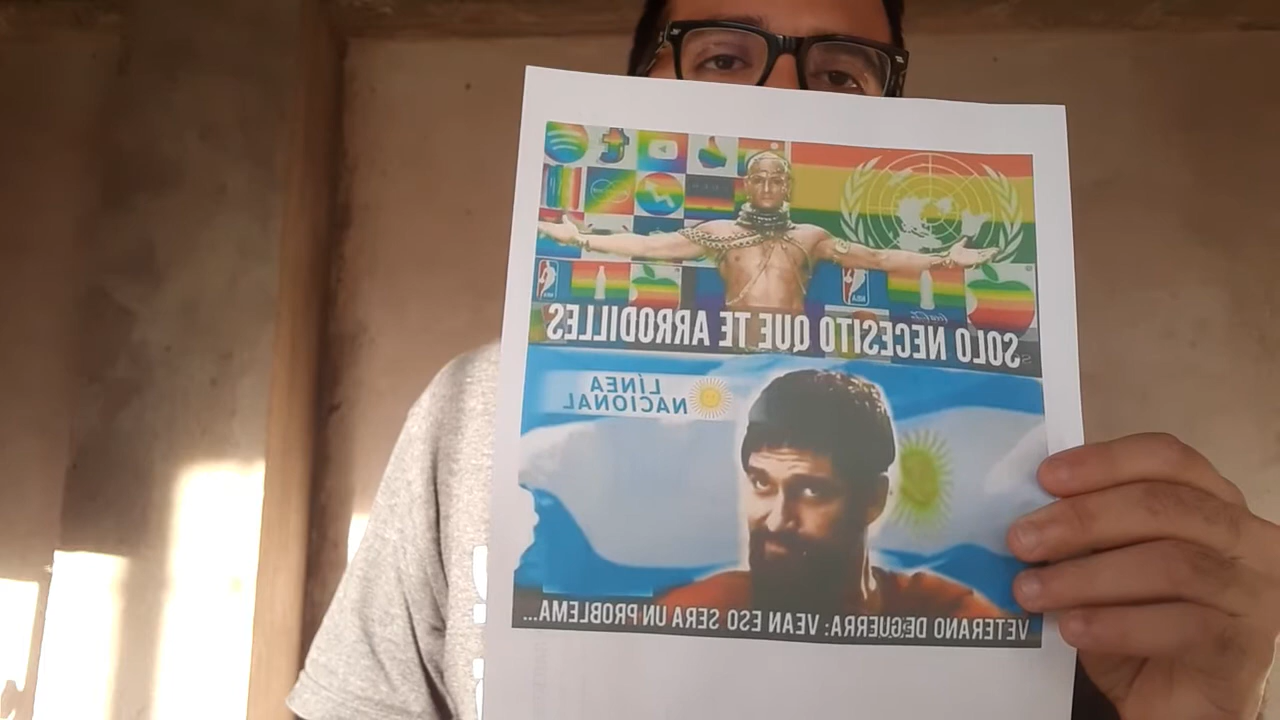 SOLO NECESITO QUE TE ARRODILLES
LÍNEA
NACIONAL
VETERANO DE GUERRA: VEAN ESO SERA UN PROBLEMA...